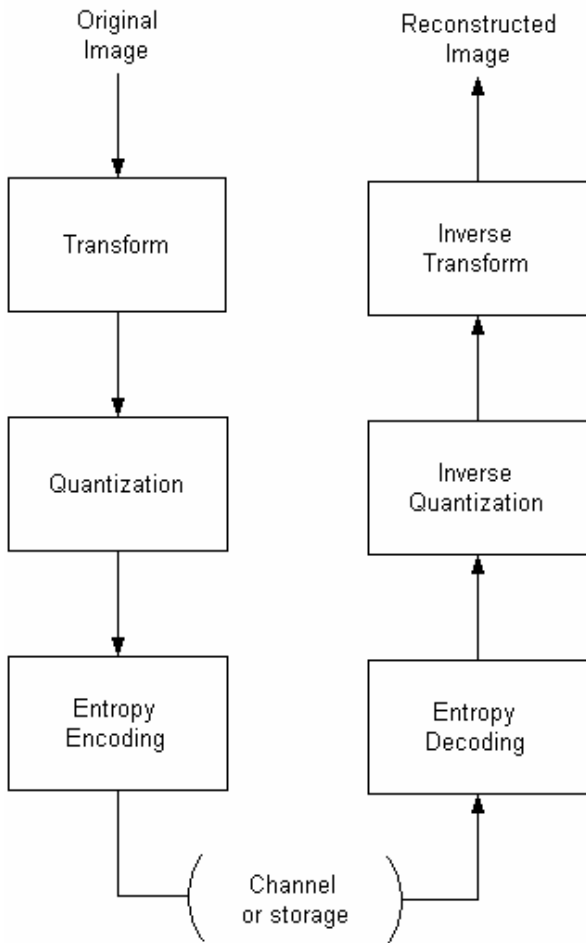 Original
Image
Transform
Quantization
Entropy
Encoding
Channel
or storage
Entropy
Decoding
Inverse
Quantization
Inverse
Transform
Reconstructed
Image